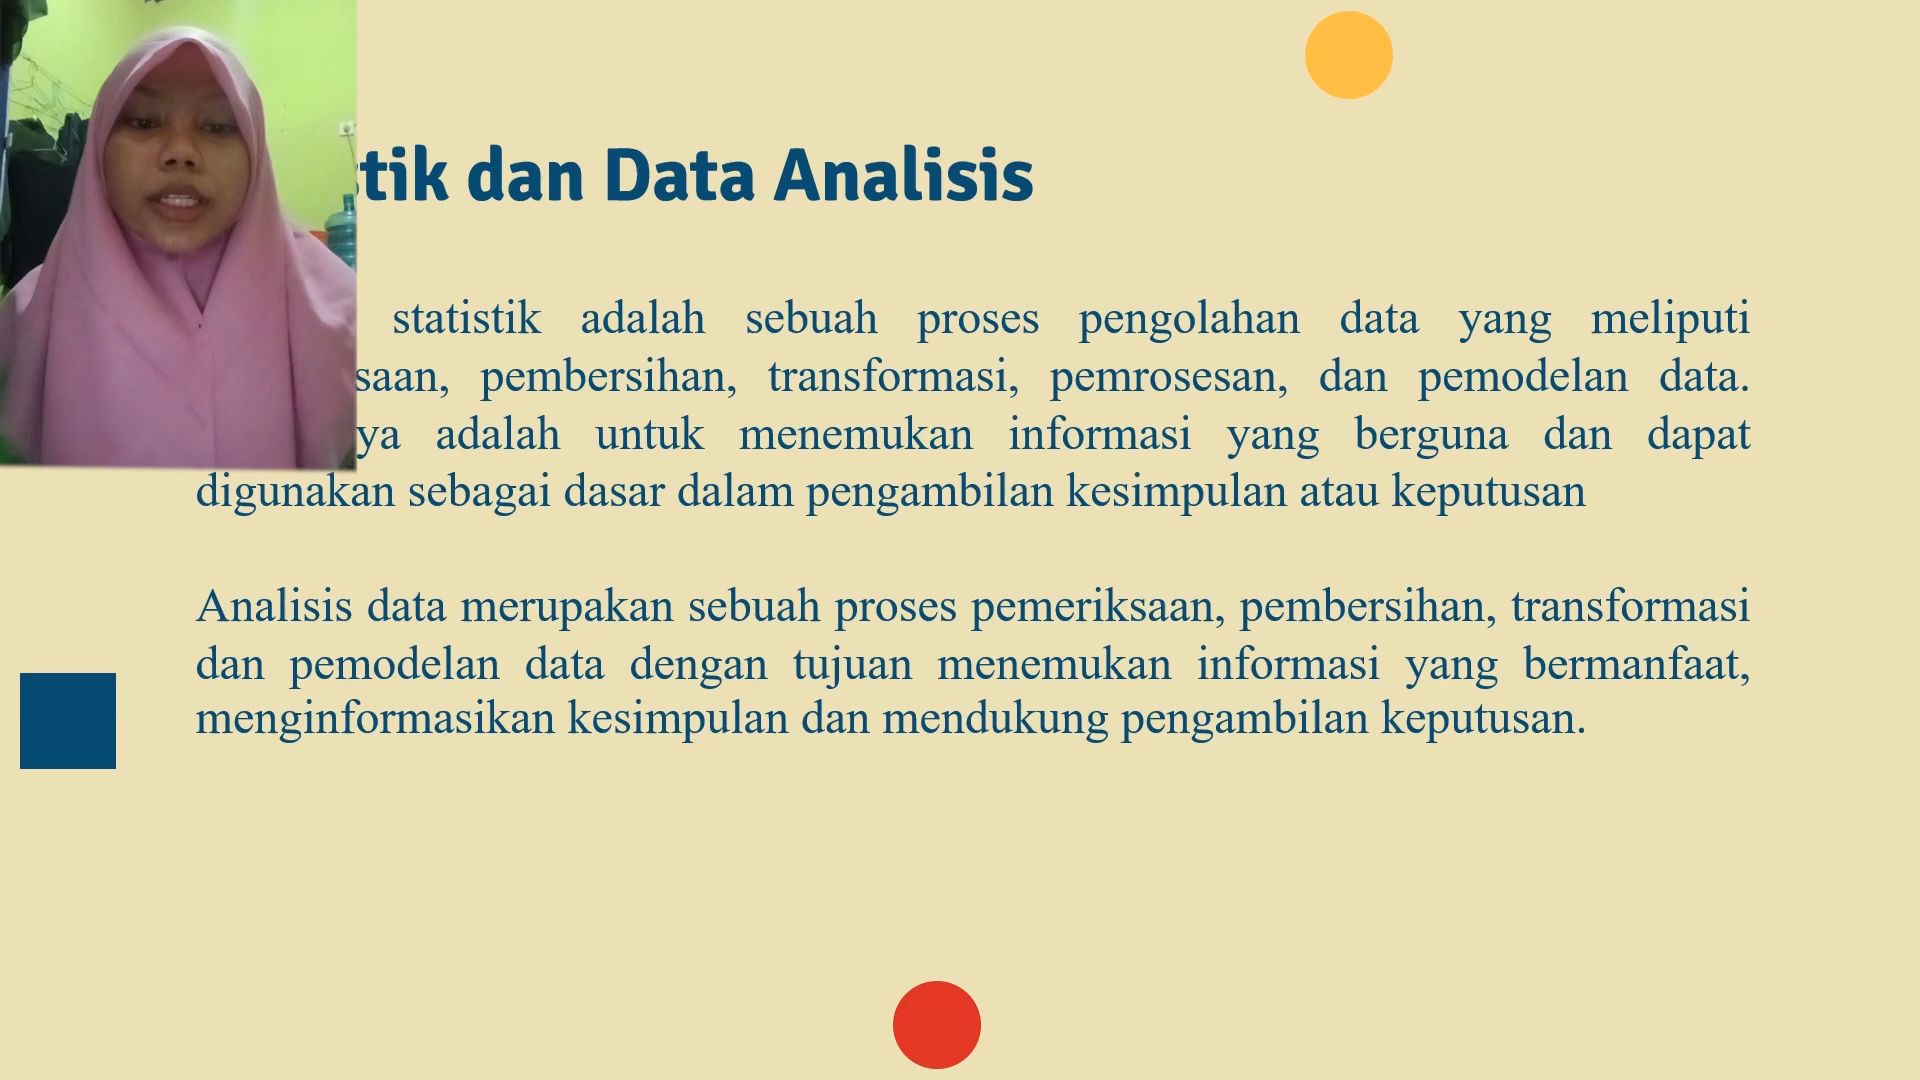 tik dan Data Analisis
statistik adalah sebuah proses pengolahan data yang meliputi
saan, pembersihan, transformasi, pemrosesan, dan pemodelan data.
ya adalah untuk menemukan informasi yang berguna dan dapat
digunakan sebagai dasar dalam pengambilan kesimpulan atau keputusan
Analisis data merupakan sebuah proses pemeriksaan, pembersihan, transformasi
dan pemodelan data dengan tujuan menemukan informasi yang bermanfaat,
menginformasikan kesimpulan dan mendukung pengambilan keputusan.